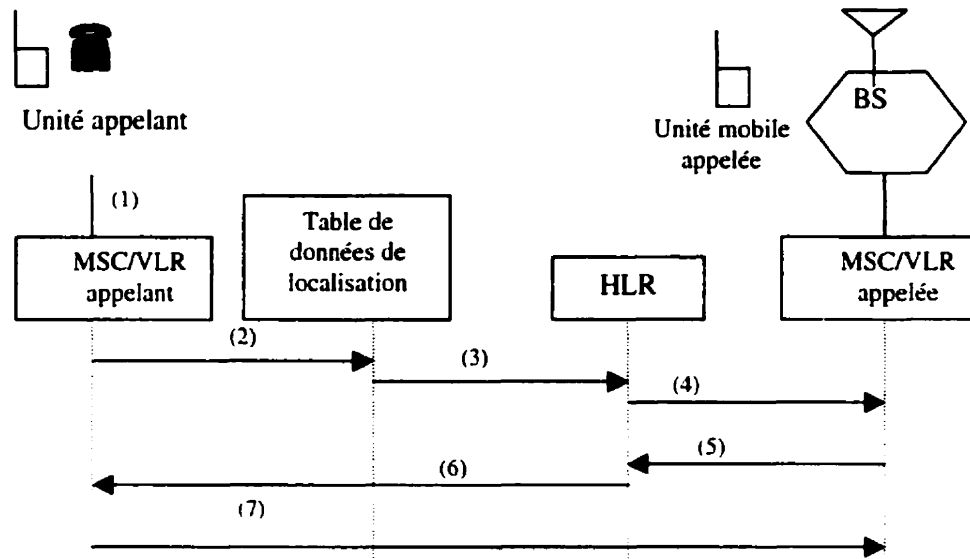 Unité appelant
Unité mobile
appelée
BS
(1)
MSC/VLR
appelant
Table de
données de
localisation
HLR
MSC/VLR
appelée
(2)
(3)
(4)
(5)
(6)
(7)